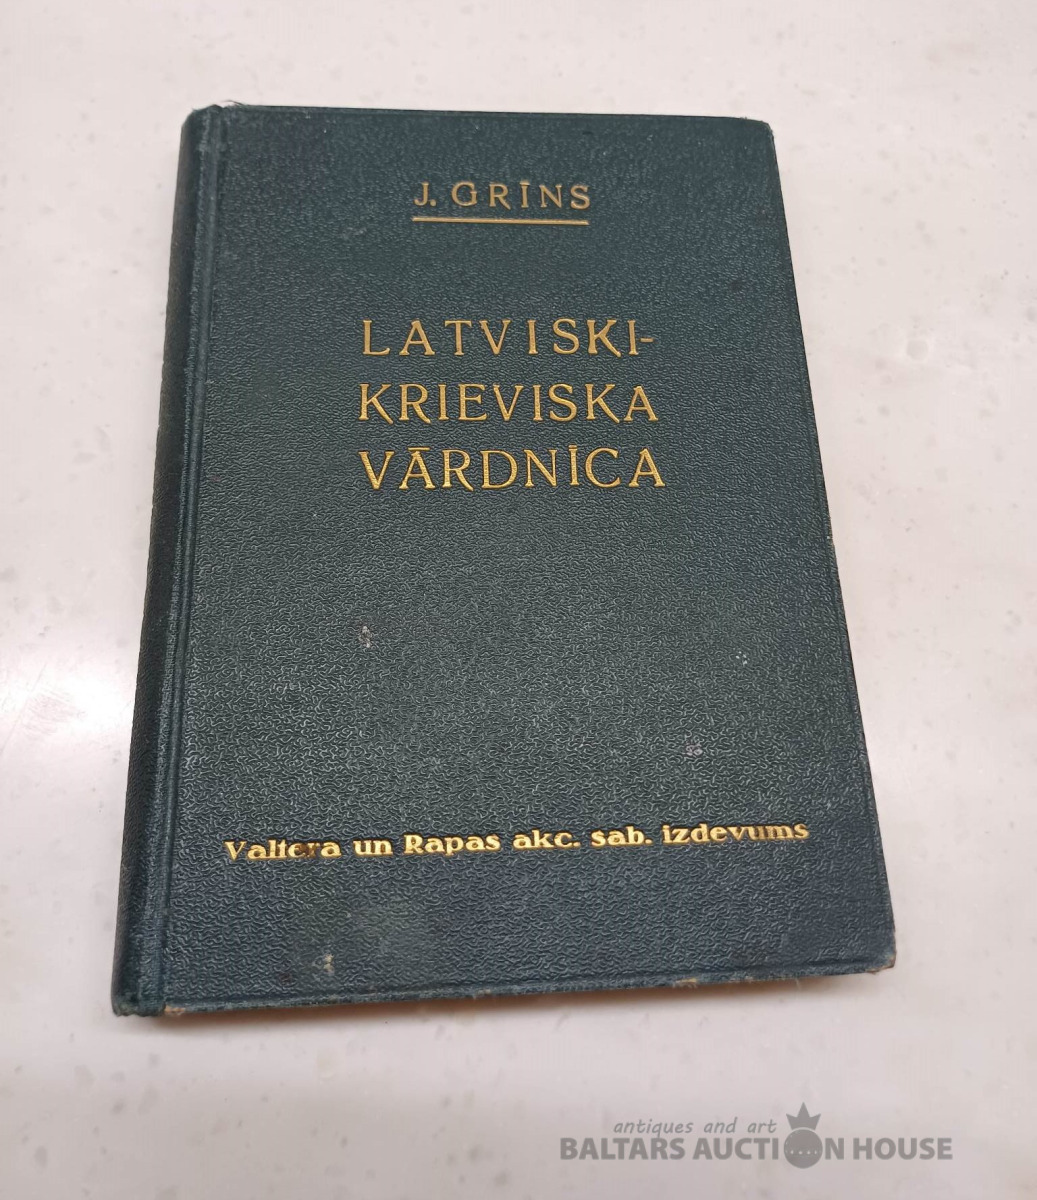 J. GRĪNS
LATVISKI-
KRIEVISKA
VĀRDNĪCA
Valtera un Rapas akc. sab. izdevums
antiques and art
BALTARS AUCTION HOUSE